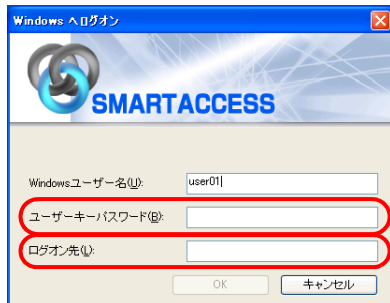 Windows へログオン
SMARTACCESS
Windowsユーザー名(U):
user01
ユーザーキーパスワード(B):
ログオン先(L):
OK
キャンセル